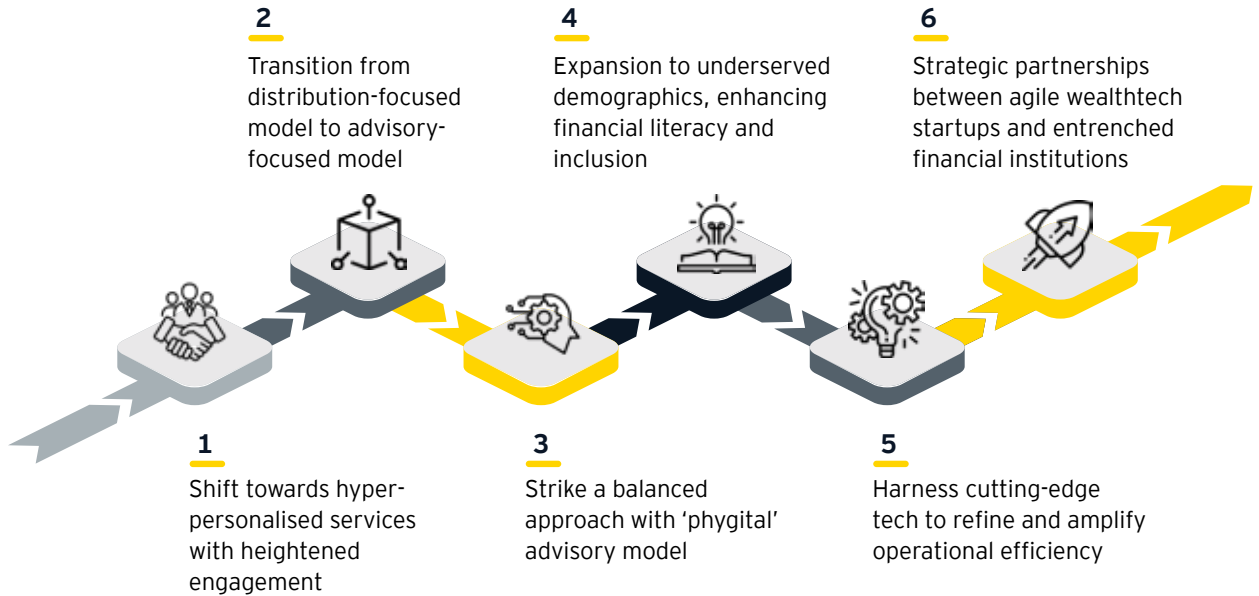 2
Transition from
distribution-focused
model to advisory-
focused model
4
Expansion to underserved
demographics, enhancing
financial literacy and
inclusion
6
Strategic partnerships
between agile wealthtech
startups and entrenched
financial institutions
1
Shift towards hyper-
personalised services
with heightened
engagement
3
Strike a balanced
approach with ‘phygital’
advisory model
5
Harness cutting-edge
tech to refine and amplify
operational efficiency